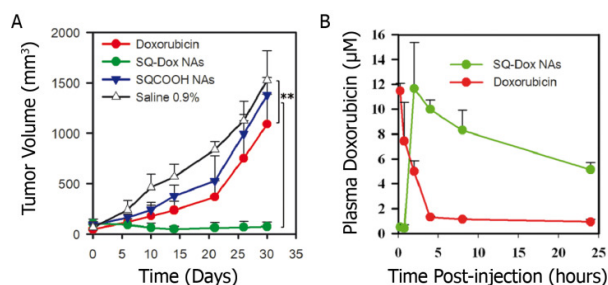 A
Tumor Volume (mm³)
2000
1500
1000
500
0
Doxorubicin
SQ-Dox NAs
SQCOOH NAs
Saline 0.9%
**
0 5 10 15 20 25 30 35
Time (Days)
B
Plasma Doxorubicin (µM)
16
14
12
10
8
6
4
2
0
SQ-Dox NAs
Doxorubicin
0 5 10 15 20 25
Time Post-injection (hours)